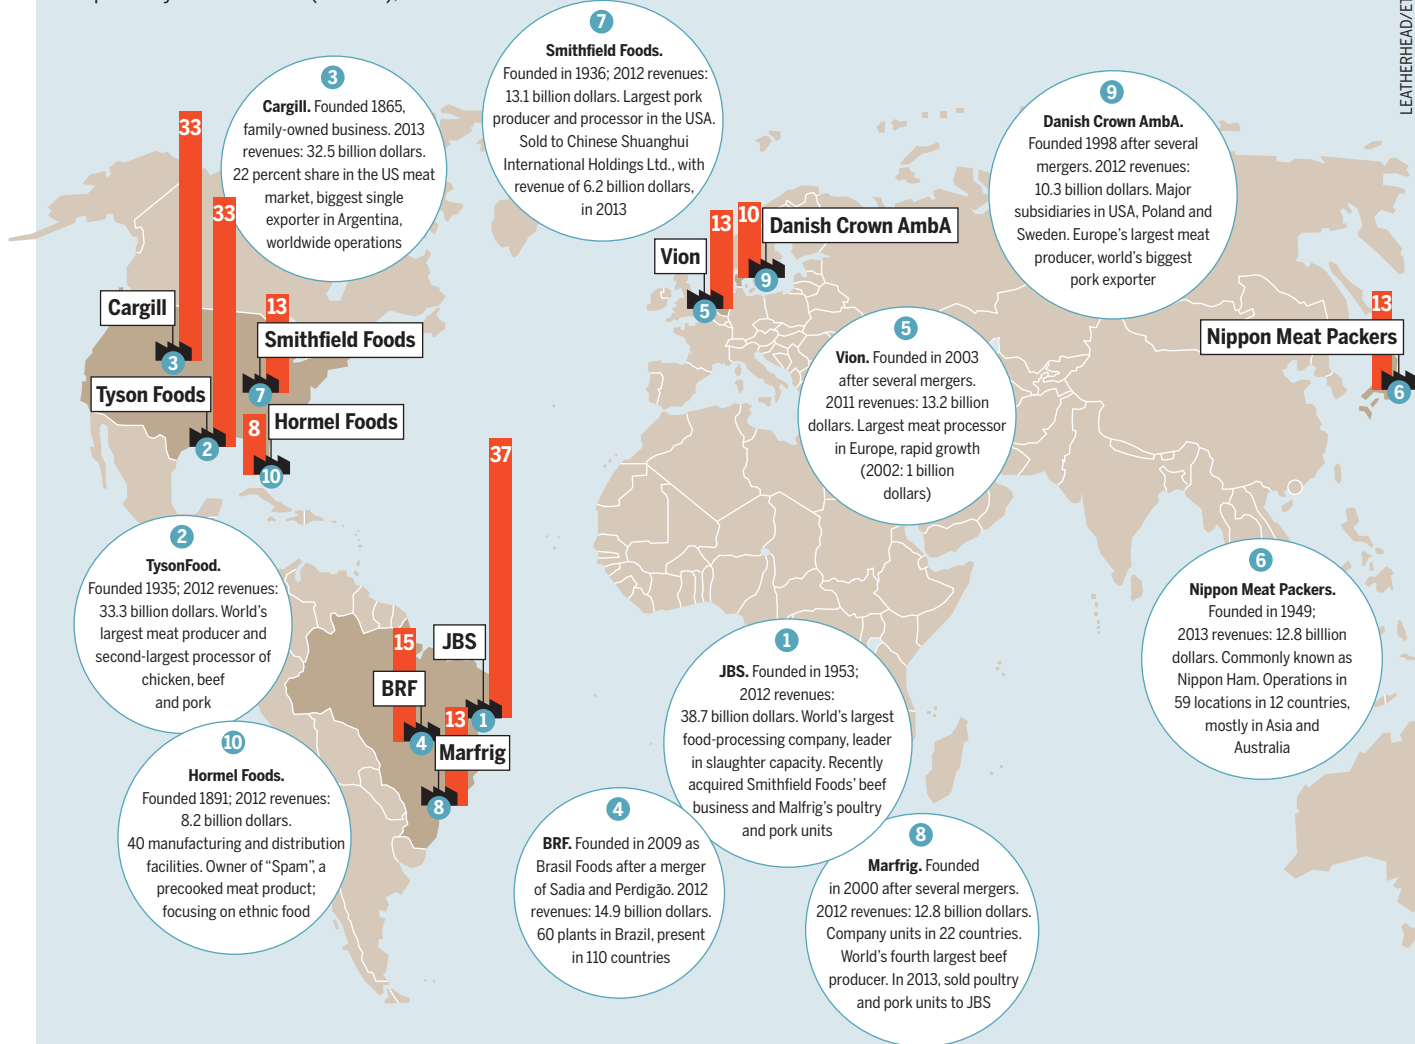 LEATHERHEAD/ET
7
Smithfield Foods.
Founded in 1936; 2012 revenues:
13.1 billion dollars. Largest pork
producer and processor in the USA.
Sold to Chinese Shuanghui
International Holdings Ltd., with
revenue of 6.2 billion dollars,
in 2013
3
Cargill. Founded 1865,
family-owned business. 2013
revenues: 32.5 billion dollars.
22 percent share in the US meat
market, biggest single
exporter in Argentina,
worldwide operations
9
Danish Crown AmbA.
Founded 1998 after several
mergers. 2012 revenues:
10.3 billion dollars. Major
subsidiaries in USA, Poland and
Sweden. Europe's largest meat
producer, world's biggest
pork exporter
33
33
13
10
Danish Crown AmbA
Vion
5
9
Cargill
3
13
Smithfield Foods
7
Tyson Foods
2
8
Hormel Foods
10
13
Nippon Meat Packers
6
5
Vion. Founded in 2003
after several mergers.
2011 revenues: 13.2 billion
dollars. Largest meat processor
in Europe, rapid growth
(2002: 1 billion
dollars)
37
2
TysonFood.
Founded 1935; 2012 revenues:
33.3 billion dollars. World's
largest meat producer and
second-largest processor of
chicken, beef
and pork
6
Nippon Meat Packers.
Founded in 1949;
2013 revenues: 12.8 billlion
dollars. Commonly known as
Nippon Ham. Operations in
59 locations in 12 countries,
mostly in Asia and
Australia
15
JBS
BRF
13
1
4
Marfrig
8
1
JBS. Founded in 1953;
2012 revenues:
38.7 billion dollars. World's largest
food-processing company, leader
in slaughter capacity. Recently
acquired Smithfield Foods' beef
business and Malfrig's poultry
and pork units
10
Hormel Foods.
Founded 1891; 2012 revenues:
8.2 billion dollars.
40 manufacturing and distribution
facilities. Owner of "Spam", a
precooked meat product;
focusing on ethnic food
4
BRF. Founded in 2009 as
Brasil Foods after a merger
of Sadia and Perdigão. 2012
revenues: 14.9 billion dollars.
60 plants in Brazil, present
in 110 countries
8
Marfrig. Founded
in 2000 after several mergers.
2012 revenues: 12.8 billion dollars.
Company units in 22 countries.
World's fourth largest beef
producer. In 2013, sold poultry
and pork units to JBS